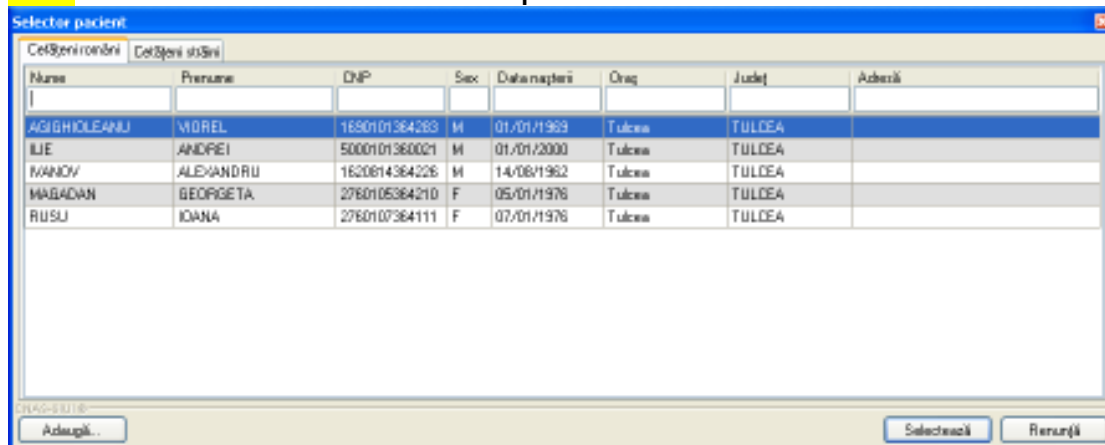 Selector pacient
Cetăţeni români Cetăţeni străini
Nume Prenume CNP Sex Data naşterii Oraş Judeţ Adresă
AGIGHIOLEANU VIOREL 1690101364283 M 01/01/1969 Tulcea TULCEA
ILIE ANDREI 5000101360021 M 01/01/2000 Tulcea TULCEA
IVANOV ALEXANDRU 1620814364226 M 14/08/1962 Tulcea TULCEA
MAGADAN GEORGETA 2760105364210 F 05/01/1976 Tulcea TULCEA
RUSU IOANA 2760107364111 F 07/01/1976 Tulcea TULCEA
Adaugă... Selectează Renunţă